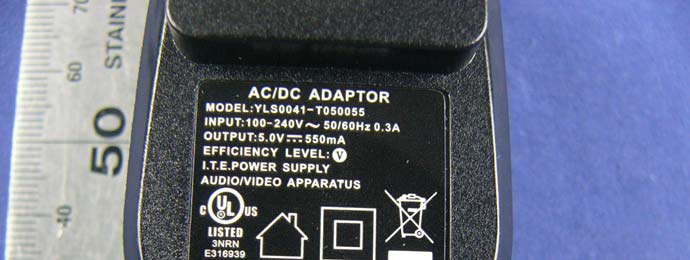 70
60
STAIN
50
40
AC/DC ADAPTOR
MODEL:YLS0041-T050055
INPUT:100-240V～ 50/60Hz 0.3A
OUTPUT:5.0V⎓550mA
EFFICIENCY LEVEL:Ⓥ
I.T.E.POWER SUPPLY
AUDIO/VIDEO APPARATUS
C UL US
LISTED
3NRN
E316939